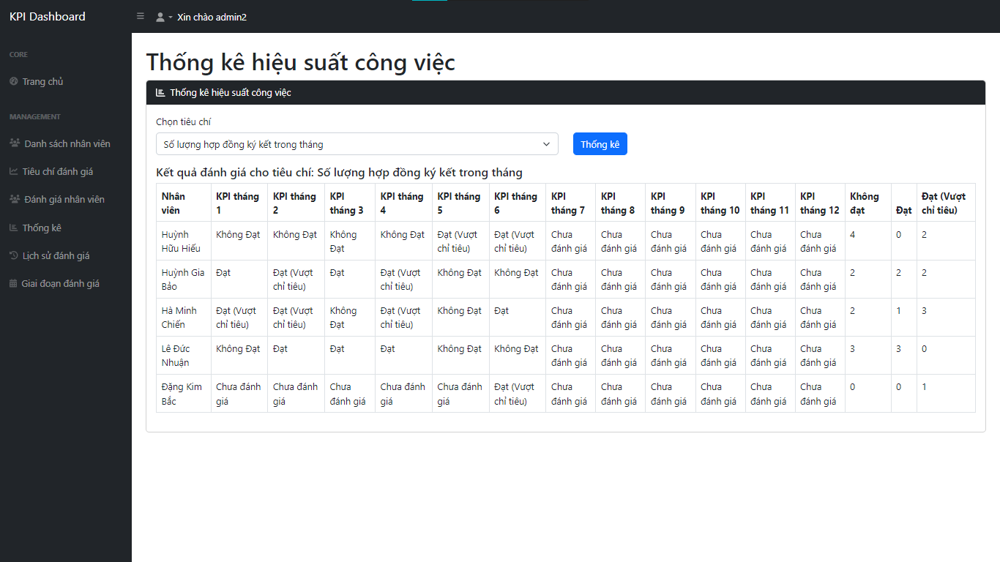 KPI Dashboard
Xin chào admin2
CORE
Trang chủ
MANAGEMENT
Danh sách nhân viên
Tiêu chí đánh giá
Đánh giá nhân viên
Thống kê
Lịch sử đánh giá
Giai đoạn đánh giá
Thống kê hiệu suất công việc
Thống kê hiệu suất công việc
Chọn tiêu chí
Số lượng hợp đồng ký kết trong tháng
Thống kê
Kết quả đánh giá cho tiêu chí: Số lượng hợp đồng ký kết trong tháng
Nhân KPI tháng KPI tháng KPI KPI tháng KPI tháng KPI tháng KPI KPI KPI KPI KPI KPI Không Đạt (Vượt
viên 1 2 tháng 3 4 5 6 tháng 7 tháng 8 tháng 9 tháng 10 tháng 11 tháng 12 đạt Đạt chỉ tiêu)
Huỳnh Không Đạt Không Đạt Không Không Đạt Đạt (Vượt Đạt (Vượt Chưa Chưa Chưa Chưa Chưa Chưa 4 0 2
Hữu Hiếu Đạt chỉ tiêu) chỉ tiêu) đánh giá đánh giá đánh giá đánh giá đánh giá đánh giá
Huỳnh Gia Đạt Đạt (Vượt Đạt Đạt (Vượt Không Đạt Không Đạt Chưa Chưa Chưa Chưa Chưa Chưa 2 2 2
Bảo chỉ tiêu) chỉ tiêu) đánh giá đánh giá đánh giá đánh giá đánh giá đánh giá
Hà Minh Đạt (Vượt Đạt (Vượt Không Đạt (Vượt Không Đạt Đạt Chưa Chưa Chưa Chưa Chưa Chưa 2 1 3
Chiến chỉ tiêu) chỉ tiêu) Đạt chỉ tiêu) đánh giá đánh giá đánh giá đánh giá đánh giá đánh giá
Lê Đức Không Đạt Đạt Đạt Đạt Không Đạt Không Đạt Chưa Chưa Chưa Chưa Chưa Chưa 3 3 0
Nhuận đánh giá đánh giá đánh giá đánh giá đánh giá đánh giá
Đặng Kim Chưa đánh Chưa đánh Chưa Chưa đánh Chưa đánh Đạt (Vượt Chưa Chưa Chưa Chưa Chưa Chưa 0 0 1
Bắc giá giá đánh giá giá giá chỉ tiêu) đánh giá đánh giá đánh giá đánh giá đánh giá đánh giá